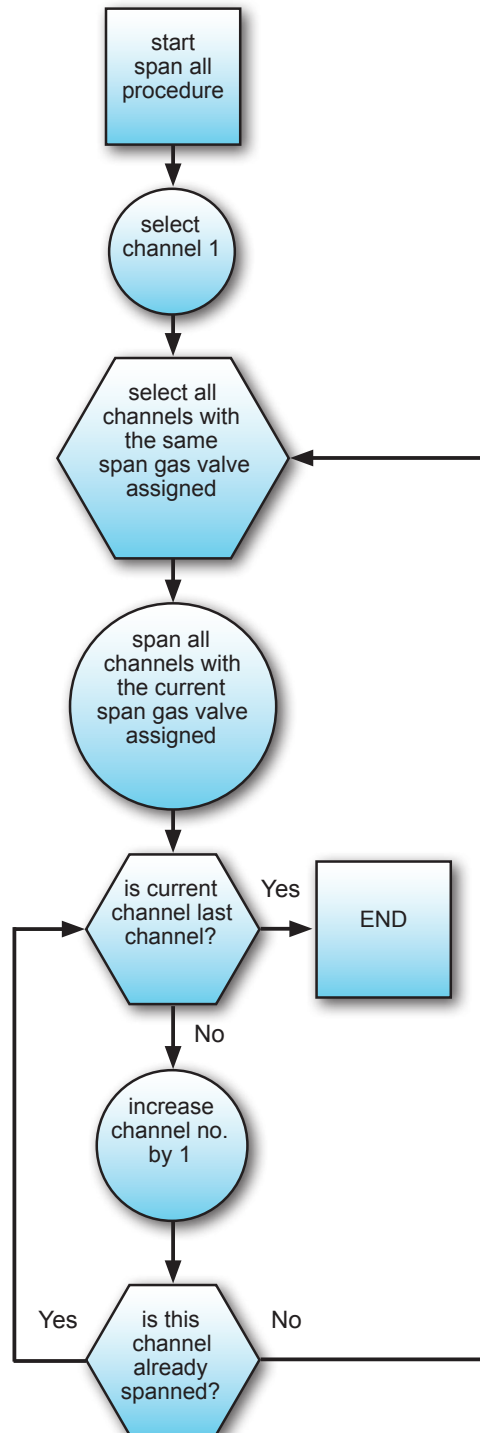 start
span all
procedure
select
channel 1
select all
channels with
the same
span gas valve
assigned
span all
channels with
the current
span gas valve
assigned
is current
channel last
channel?
Yes
END
No
increase
channel no.
by 1
Yes
is this
channel
already
spanned?
No